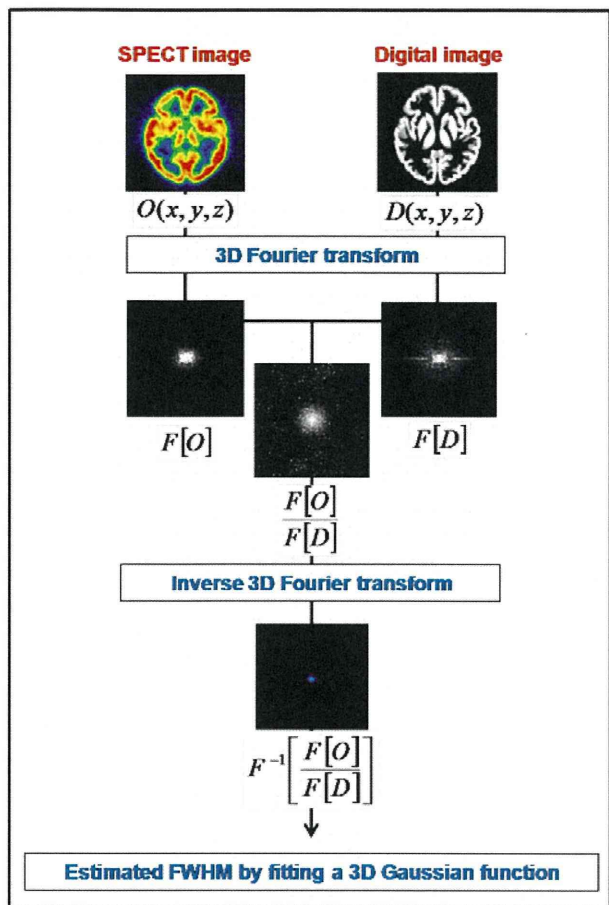 SPECT image Digital image
O(x, y, z) D(x, y, z)
3D Fourier transform
F[O] F[D]
F[O]
F[D]
Inverse 3D Fourier transform
F⁻¹[F[O]/F[D]]
Estimated FWHM by fitting a 3D Gaussian function